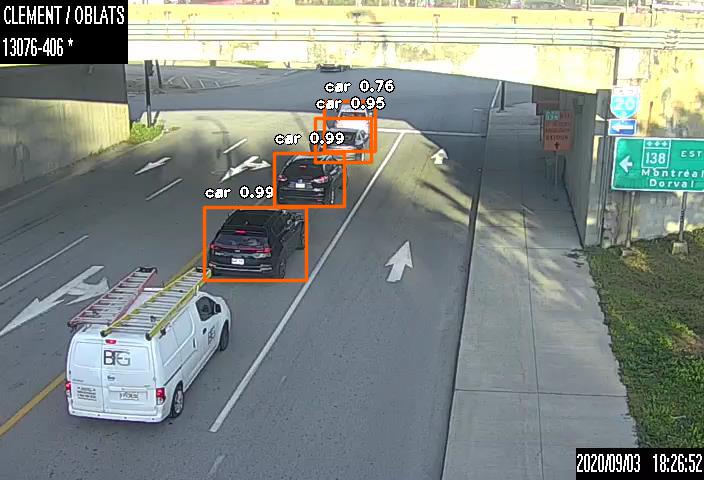 CLEMENT / OBLATS
13076-406 *
car 0.76
car 0.95
car 0.99
car 0.99
20
138
EST
Montréal
Dorval
BFG
2020/09/03 18:26:52